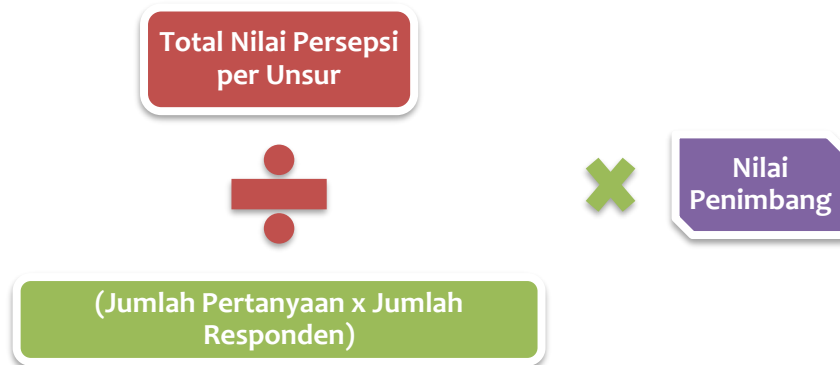 Total Nilai Persepsi
per Unsur
Nilai
Penimbang
(Jumlah Pertanyaan x Jumlah
Responden)